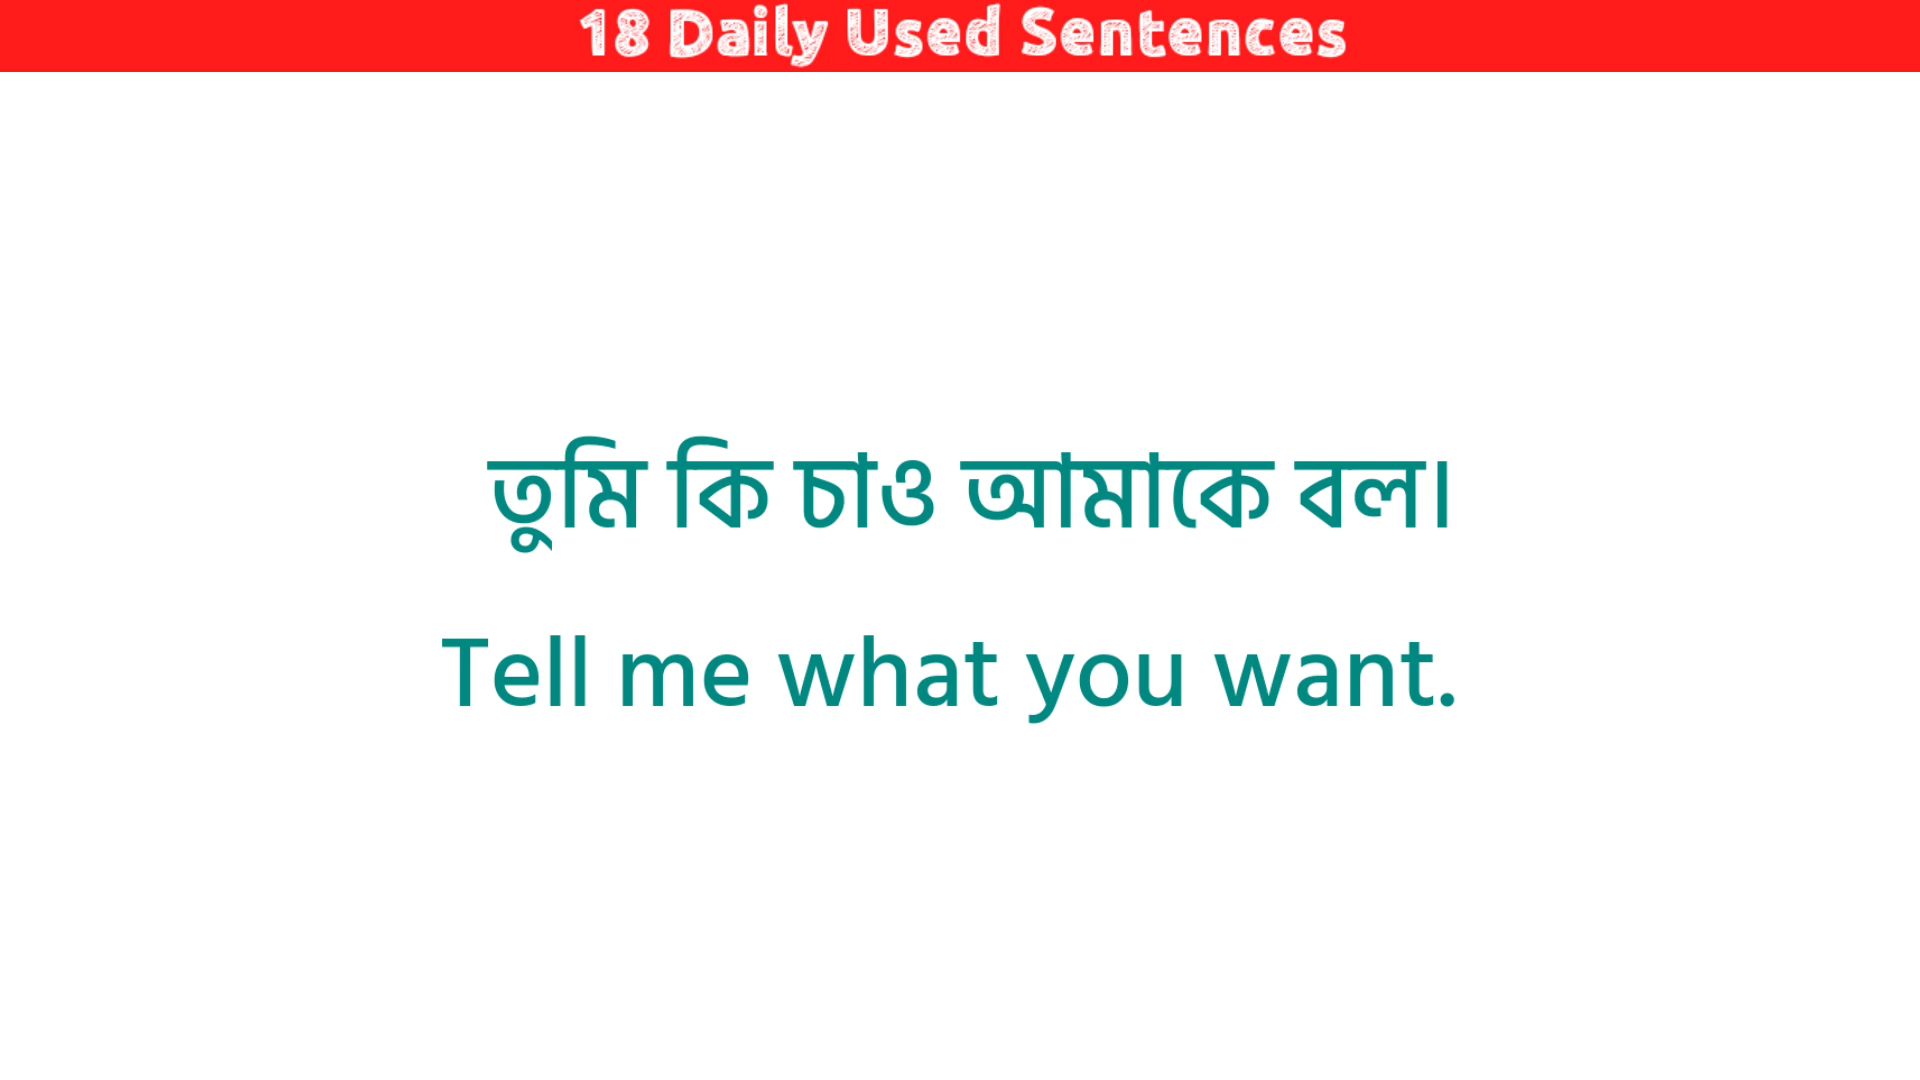 18 Daily Used Sentences
তুমি কি চাও আমাকে বল।
Tell me what you want.